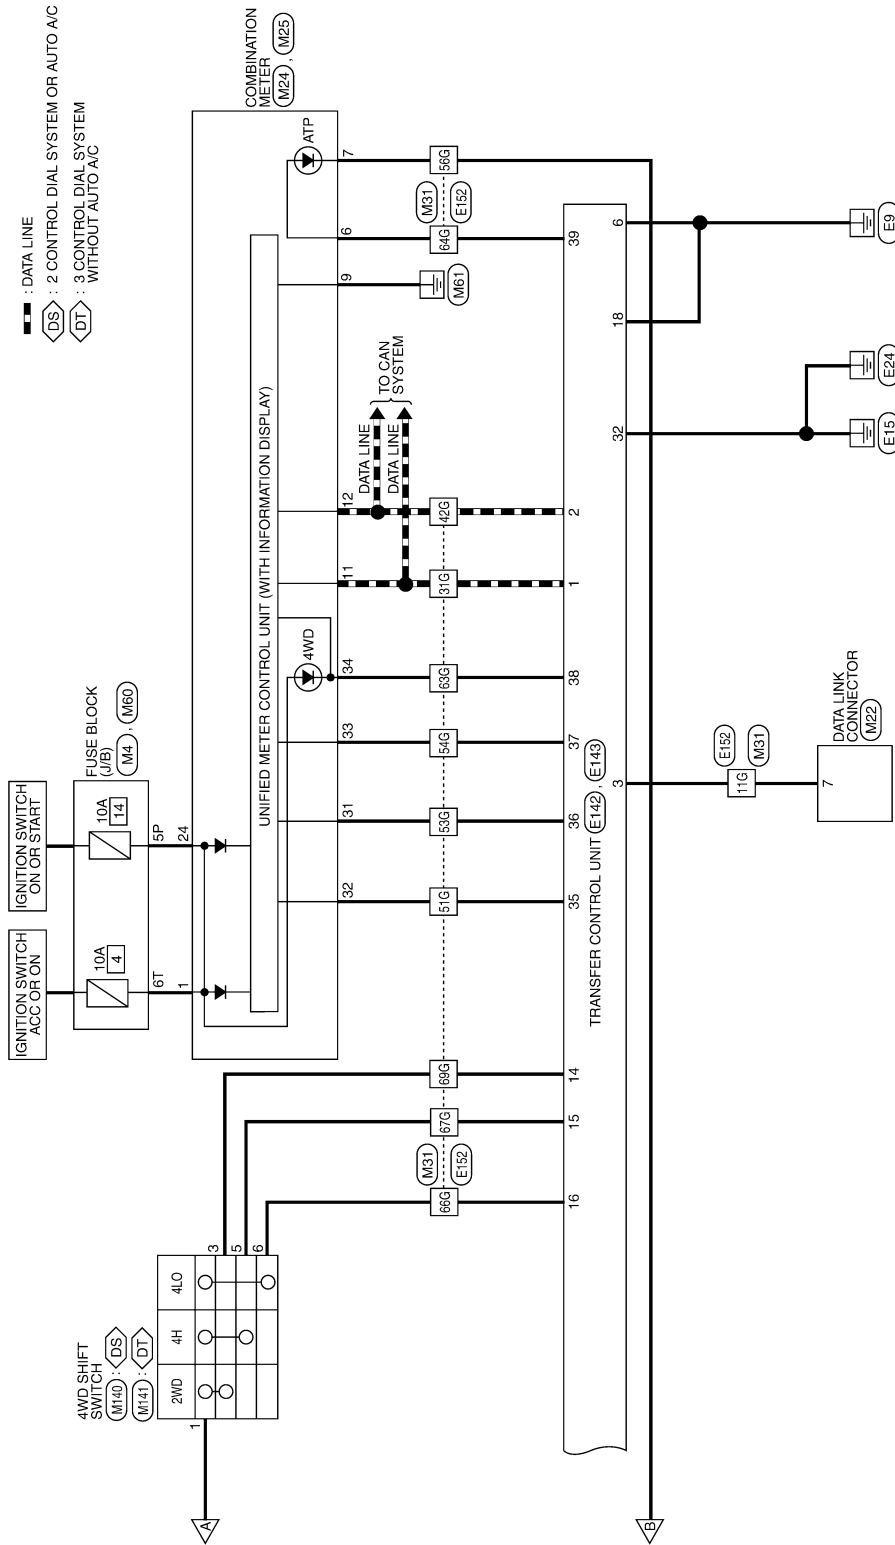 : DATA LINE
DS : 2 CONTROL DIAL SYSTEM OR AUTO A/C
DT : 3 CONTROL DIAL SYSTEM
WITHOUT AUTO A/C
IGNITION SWITCH
ACC OR ON
IGNITION SWITCH
ON OR START
FUSE BLOCK
(J/B)
M4 , M60
10A
4
10A
14
6T
5P
1
24
COMBINATION
METER
M24 , M25
UNIFIED METER CONTROL UNIT (WITH INFORMATION DISPLAY)
4WD
ATP
32
31
33
34
11
12
9
6
7
DATA LINE
DATA LINE
TO CAN
SYSTEM
M61
4WD SHIFT
SWITCH
M140 : DS
M141 : DT
2WD
4H
4LO
1
3
5
6
A
66G
M31
E152
67G
69G
51G
53G
54G
63G
31G
42G
64G
M31
E152
56G
16
15
14
35
36
37
38
1
2
39
TRANSFER CONTROL UNIT E142 , E143
3
32
18
6
B
11G
E152
M31
7
DATA LINK
CONNECTOR
M22
E15
E24
E9